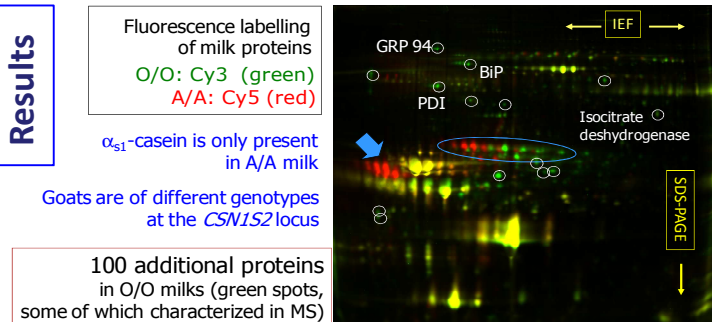 Results
Fluorescence labelling
of milk proteins
O/O: Cy3 (green)
A/A: Cy5 (red)
αs1-casein is only present
in A/A milk
Goats are of different genotypes
at the CSN1S2 locus
100 additional proteins
in O/O milks (green spots,
some of which characterized in MS)
IEF
GRP 94
BiP
PDI
Isocitrate
deshydrogenase
SDS-PAGE